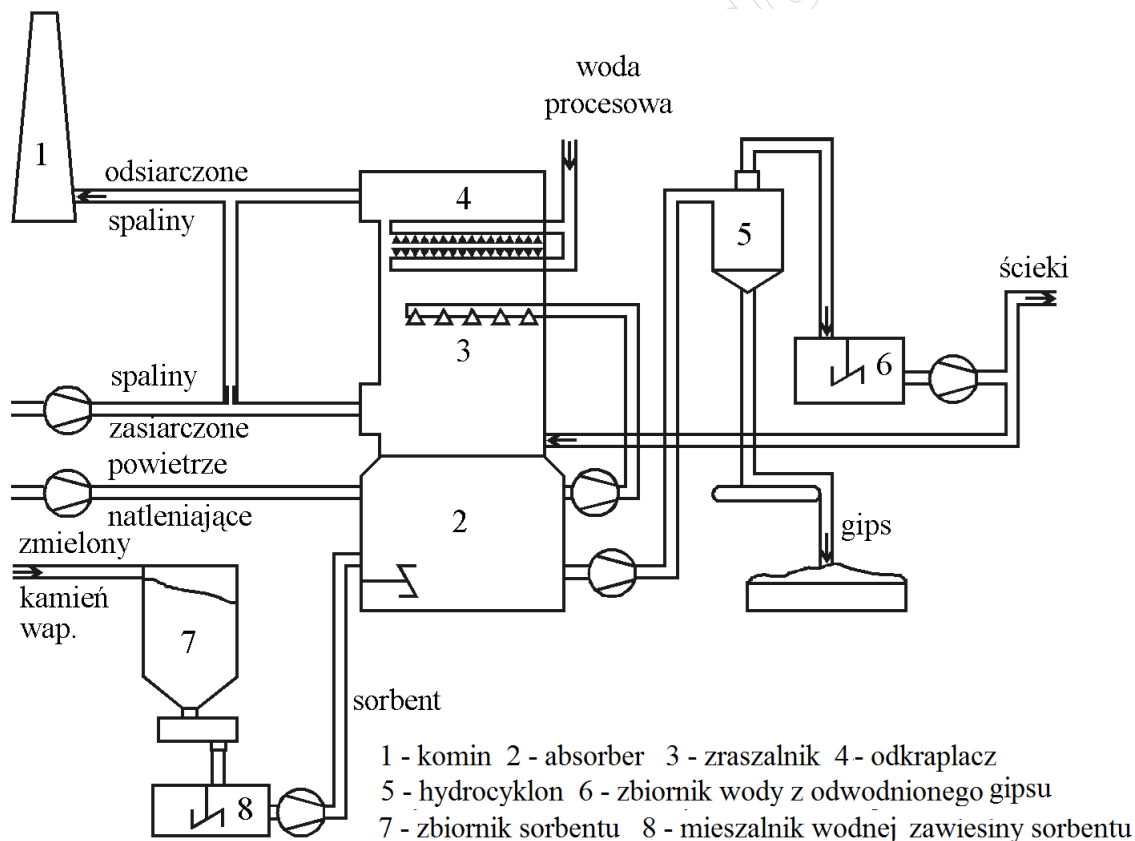 woda
procesowa
1
odsiarczone
spaliny
4
5
ścieki
3
6
spaliny
zasiarczone
powietrze
natleniające
2
zmielony
kamień
wap.
gips
7
sorbent
8
1 - komin 2 - absorber 3 - zraszalnik 4 - odkraplacz
5 - hydrocyklon 6 - zbiornik wody z odwodnionego gipsu
7 - zbiornik sorbentu 8 - mieszalnik wodnej zawiesiny sorbentu